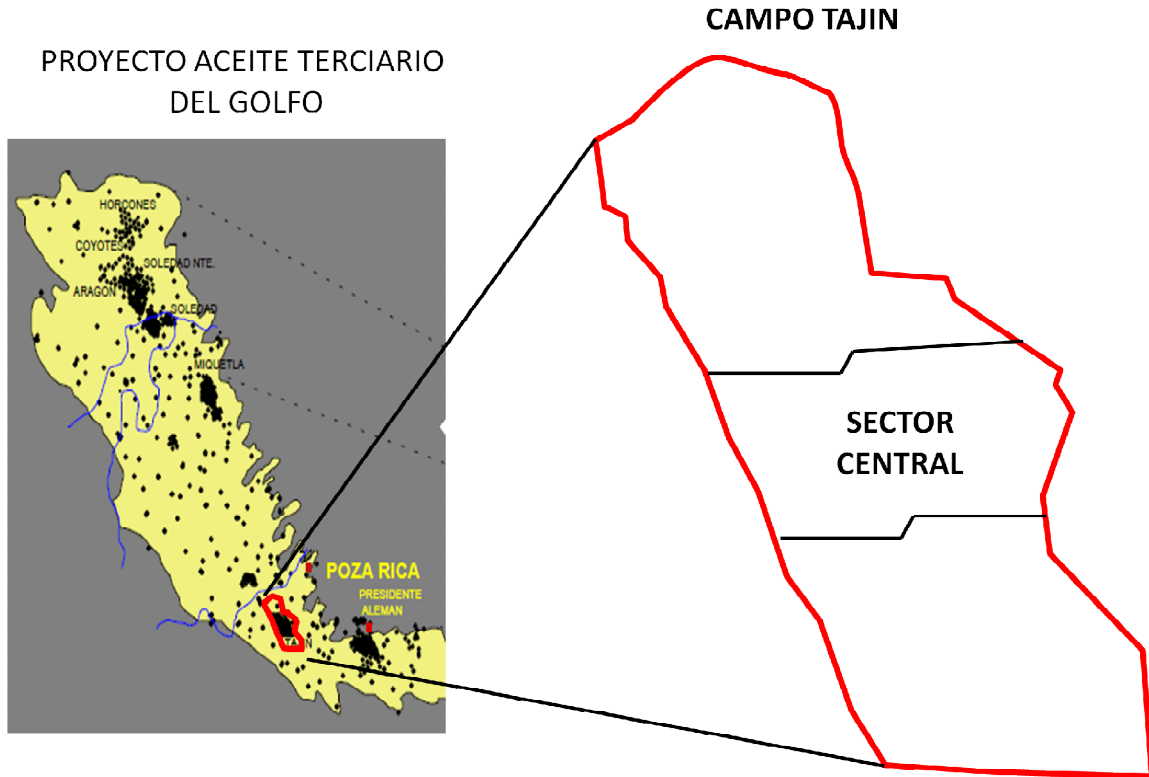 CAMPO TAJIN
PROYECTO ACEITE TERCIARIO
DEL GOLFO
HORCONES
COYOTES
SOLEDAD NTE.
ARAGON
SOLEDAD
MIQUETLA
SECTOR
CENTRAL
POZA RICA
PRESIDENTE
ALEMAN
TAJIN